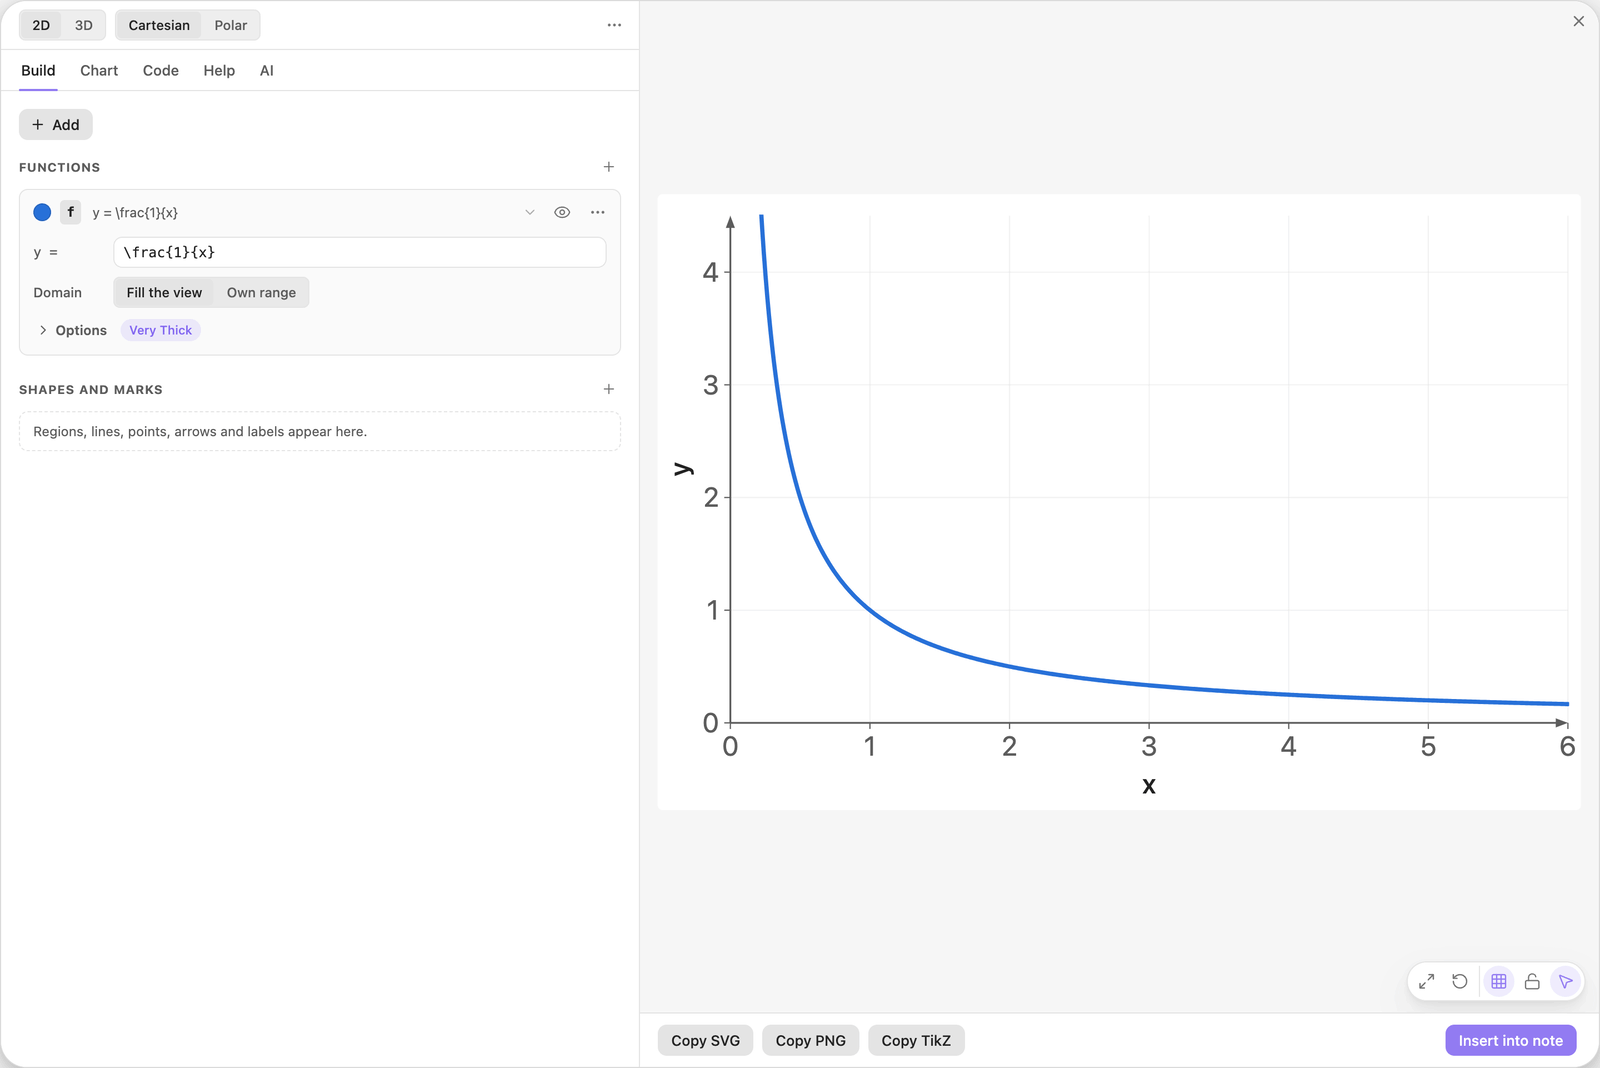 2D 3D Cartesian Polar
Build Chart Code Help AI
+ Add
FUNCTIONS
f y = \frac{1}{x}
y = \frac{1}{x}
Domain Fill the view Own range
Options Very Thick
SHAPES AND MARKS
Regions, lines, points, arrows and labels appear here.
4
3
y
2
1
0
0 1 2 3 4 5 6
x
Copy SVG Copy PNG Copy TikZ Insert into note